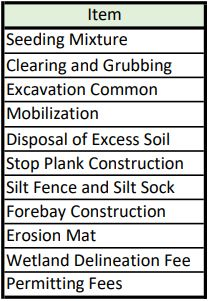 Item
Seeding Mixture
Clearing and Grubbing
Excavation Common
Mobilization
Disposal of Excess Soil
Stop Plank Construction
Silt Fence and Silt Sock
Forebay Construction
Erosion Mat
Wetland Delineation Fee
Permitting Fees